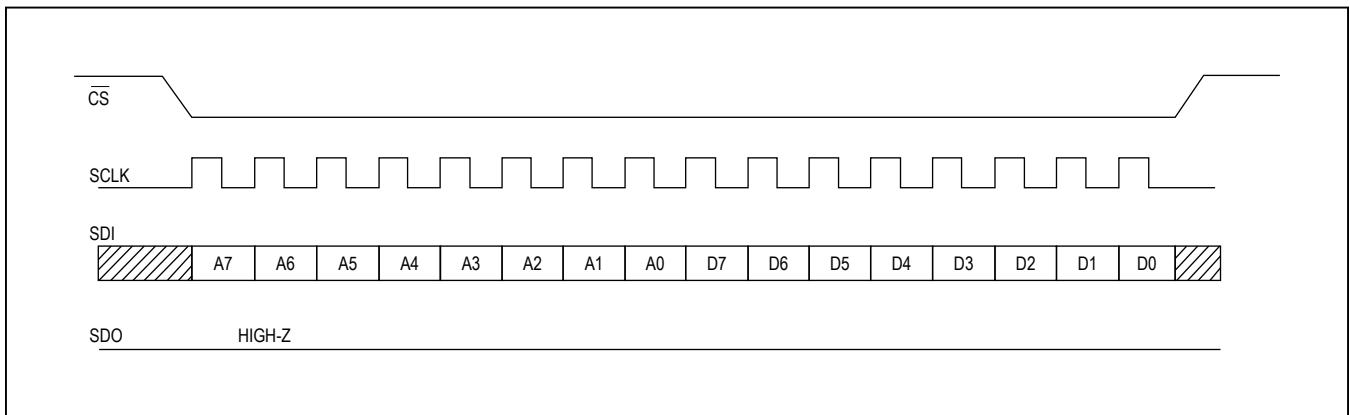 C̅S̅
SCLK
SDI
A7 A6 A5 A4 A3 A2 A1 A0 D7 D6 D5 D4 D3 D2 D1 D0
SDO HIGH-Z